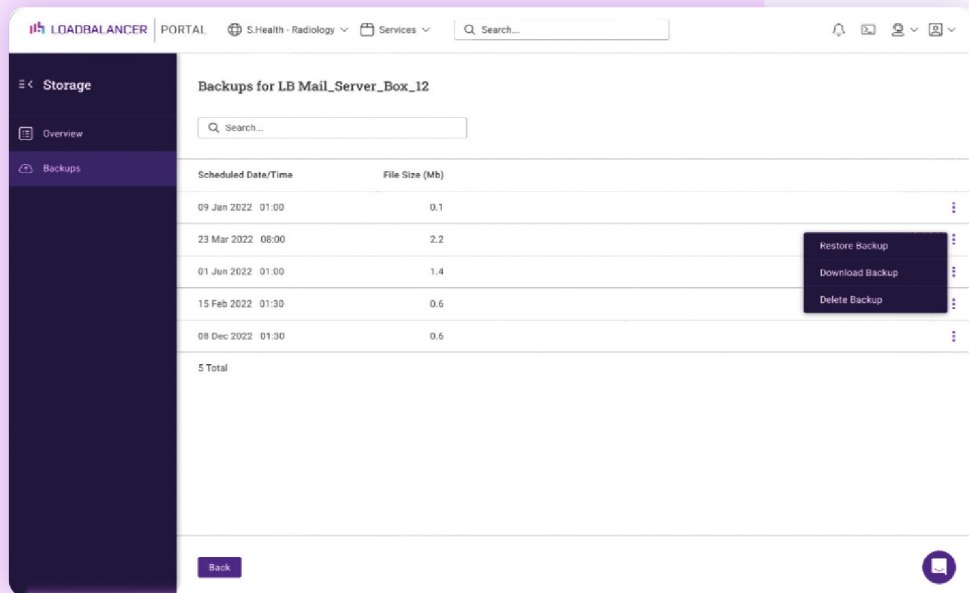 LOADBALANCER PORTAL S.Health - Radiology Services Search...
Storage
Overview
Backups
Backups for LB Mail_Server_Box_12
Search...
Scheduled Date/Time File Size (Mb)
09 Jan 2022 01:00 0.1
23 Mar 2022 08:00 2.2
01 Jun 2022 01:00 1.4
15 Feb 2022 01:30 0.6
08 Dec 2022 01:30 0.6
Restore Backup
Download Backup
Delete Backup
5 Total
Back